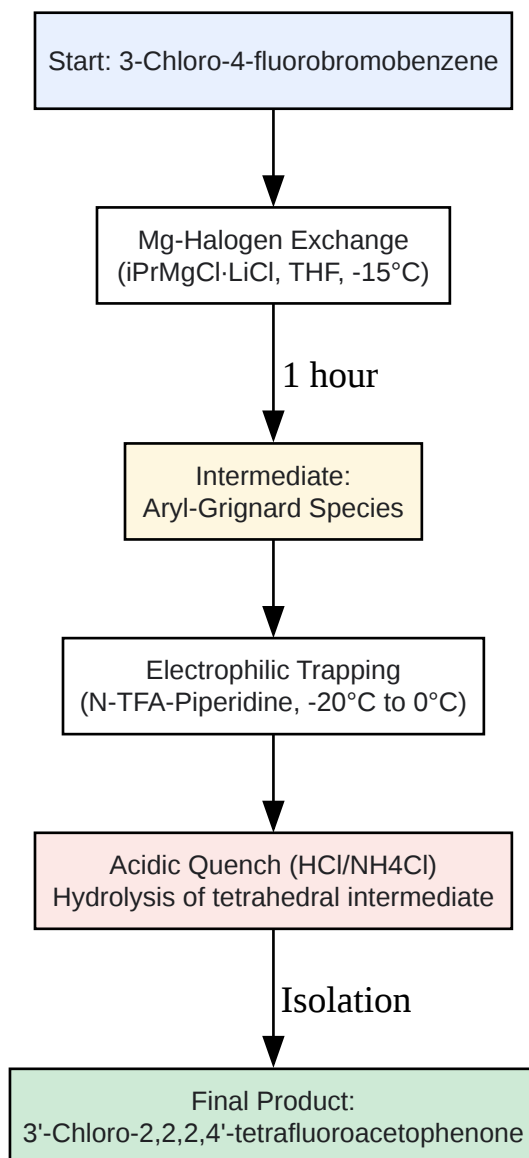 Start: 3-Chloro-4-fluorobromobenzene
Mg-Halogen Exchange
(iPrMgCl·LiCl, THF, -15°C)
1 hour
Intermediate:
Aryl-Grignard Species
Electrophilic Trapping
(N-TFA-Piperidine, -20°C to 0°C)
Acidic Quench (HCl/NH4Cl)
Hydrolysis of tetrahedral intermediate
Isolation
Final Product:
3'-Chloro-2,2,2,4'-tetrafluoroacetophenone